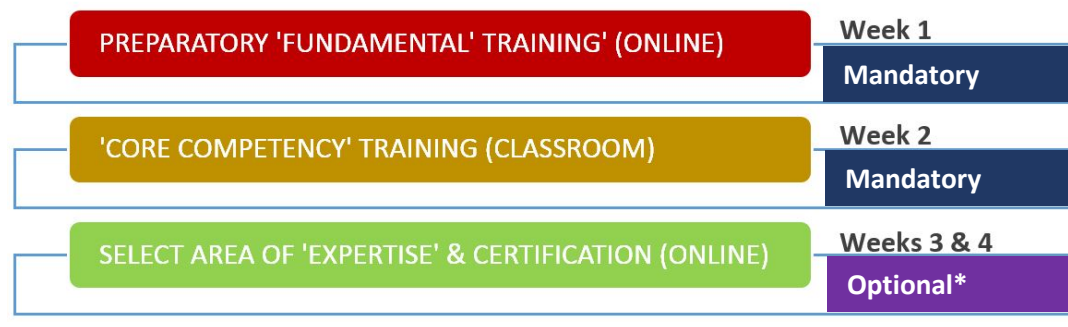 PREPARATORY 'FUNDAMENTAL' TRAINING' (ONLINE)
Week 1
Mandatory
'CORE COMPETENCY' TRAINING (CLASSROOM)
Week 2
Mandatory
SELECT AREA OF 'EXPERTISE' & CERTIFICATION (ONLINE)
Weeks 3 & 4
Optional*